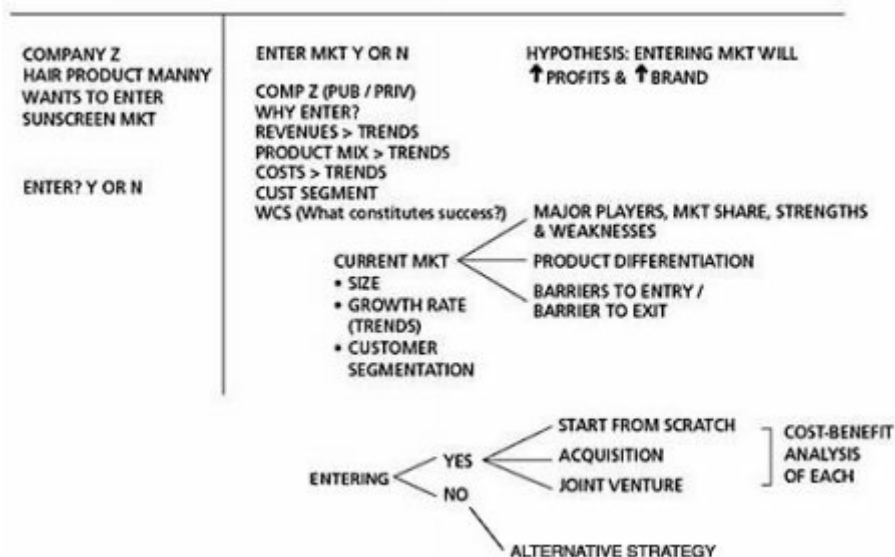 COMPANY Z
HAIR PRODUCT MANNY
WANTS TO ENTER
SUNSCREEN MKT
ENTER? Y OR N
ENTER MKT Y OR N
COMP Z (PUB / PRIV)
WHY ENTER?
REVENUES > TRENDS
PRODUCT MIX > TRENDS
COSTS > TRENDS
CUST SEGMENT
WCS (What constitutes success?)
HYPOTHESIS: ENTERING MKT WILL
↑ PROFITS & ↑ BRAND
CURRENT MKT
• SIZE
• GROWTH RATE
(TRENDS)
• CUSTOMER
SEGMENTATION
MAJOR PLAYERS, MKT SHARE, STRENGTHS
& WEAKNESSES
PRODUCT DIFFERENTIATION
BARRIERS TO ENTRY /
BARRIER TO EXIT
ENTERING
YES
NO
START FROM SCRATCH
ACQUISITION
JOINT VENTURE
COST-BENEFIT
ANALYSIS
OF EACH
ALTERNATIVE STRATEGY